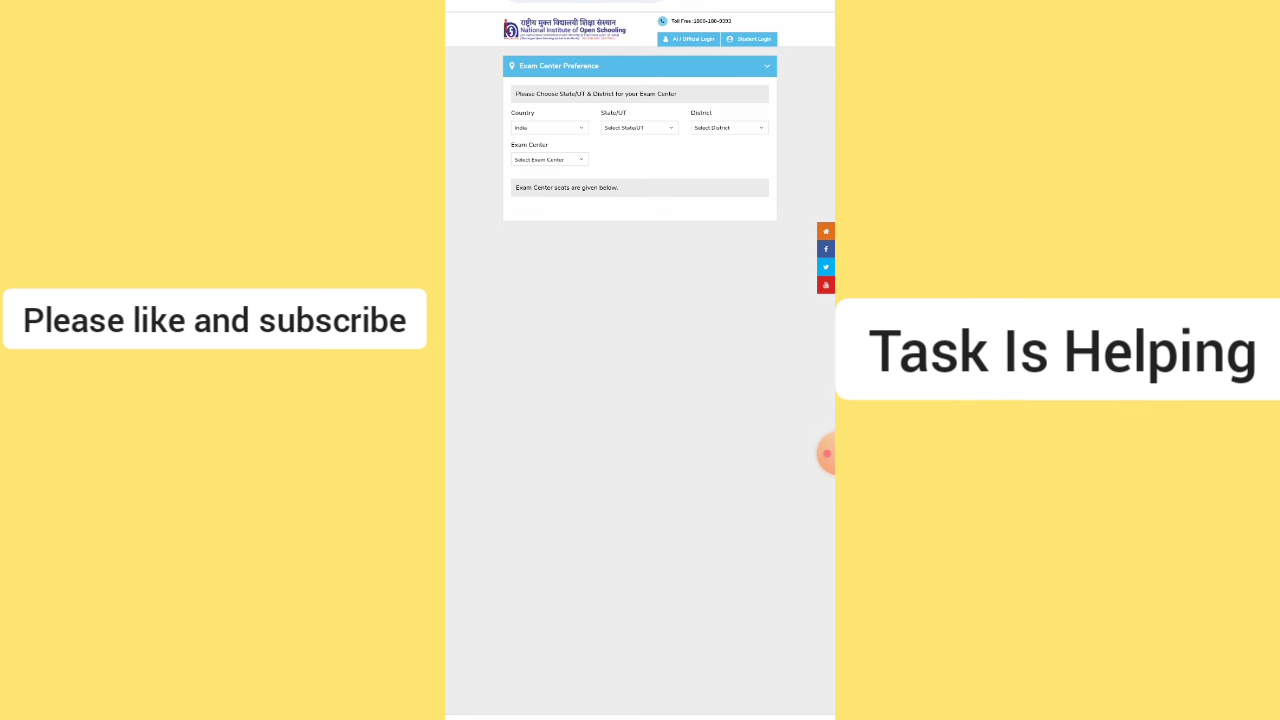 राष्ट्रीय मुक्त विद्यालयी शिक्षा संस्थान
National Institute of Open Schooling
Toll Free :1800-180-9393
AI / Official Login
Student Login
Exam Center Preference
Please Choose State/UT & District for your Exam Center
Country
State/UT
District
India
Select State/UT
Select District
Exam Center
Select Exam Center
Exam Center seats are given below.
Please like and subscribe
Task Is Helping